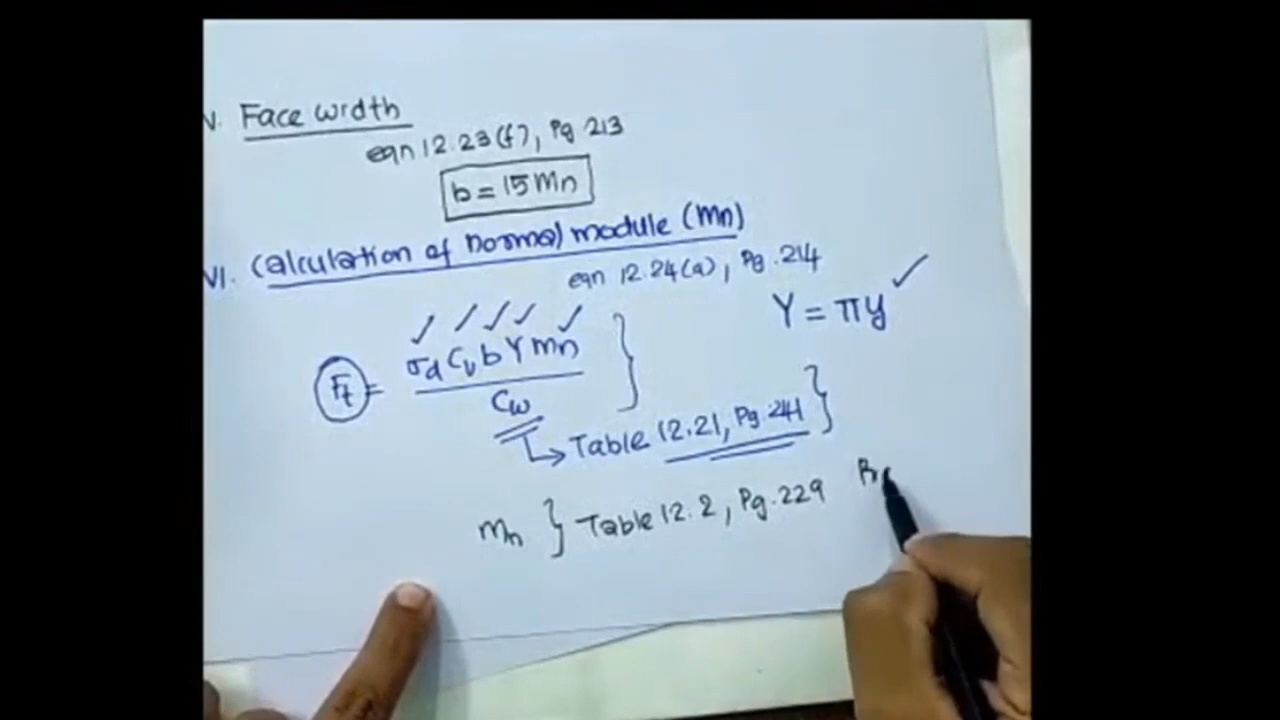 V. Face width
eqn 12.23(f), Pg 213
b = 15 Mn
VI. Calculation of normal module (Mn)
eqn 12.24(a), Pg. 214
Y = πy ✓
✓ ✓ ✓ ✓ ✓
Ft = σd Cv b Y mn / Cw }
↳ Table 12.21, Pg. 241 }
Mn } Table 12.2, Pg. 229